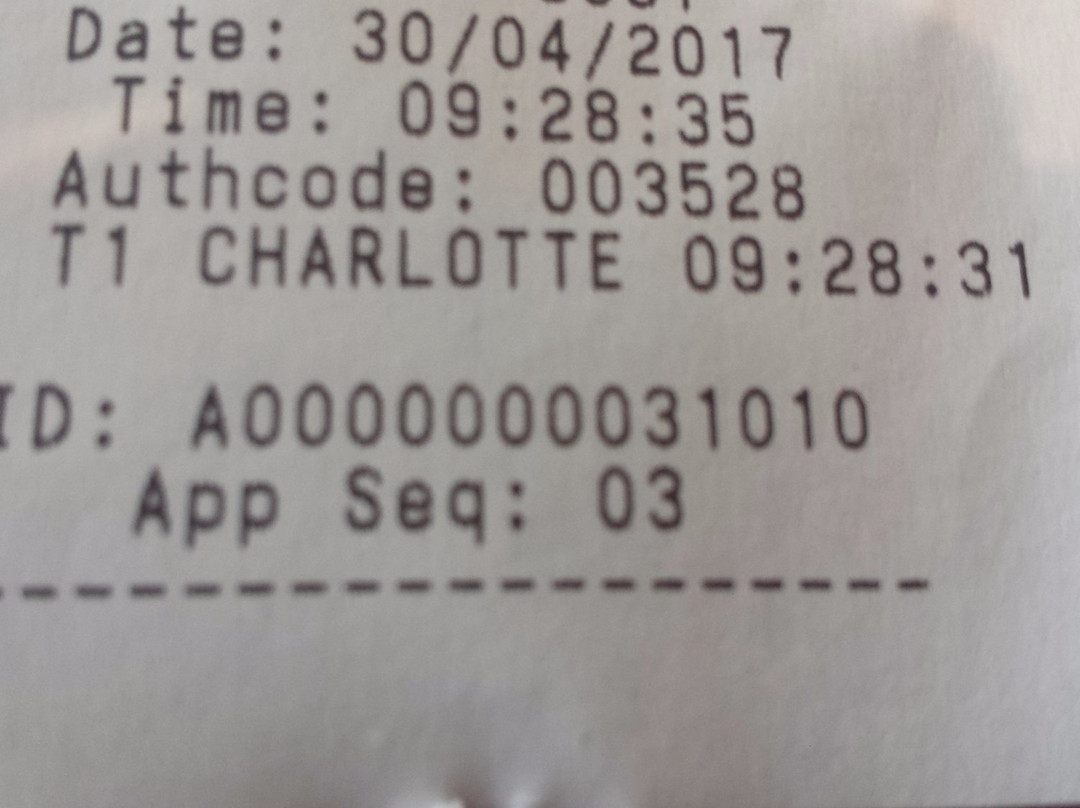 Date: 30/04/2017
Time: 09:28:35
Authcode: 003528
T1 CHARLOTTE 09:28:31
ID: A0000000031010
App Seq: 03
------------------